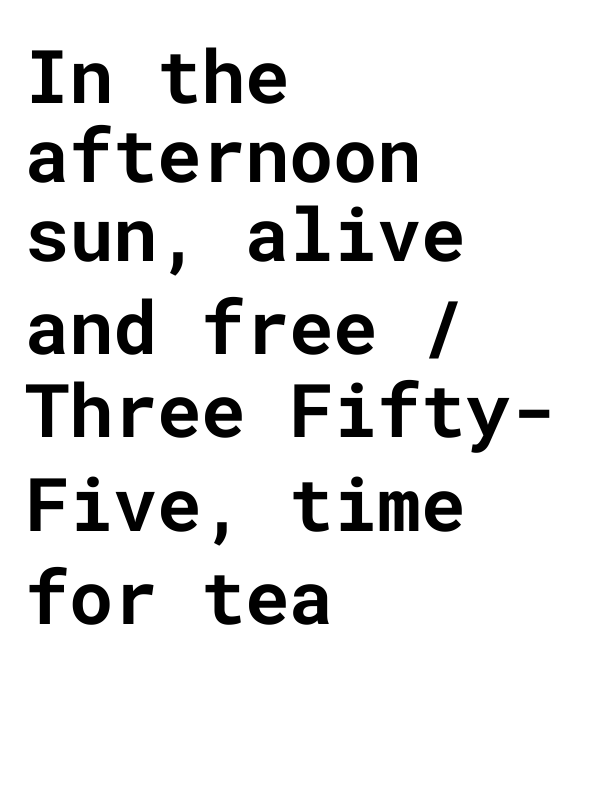 In the
afternoon
sun, alive
and free /
Three Fifty-
Five, time
for tea